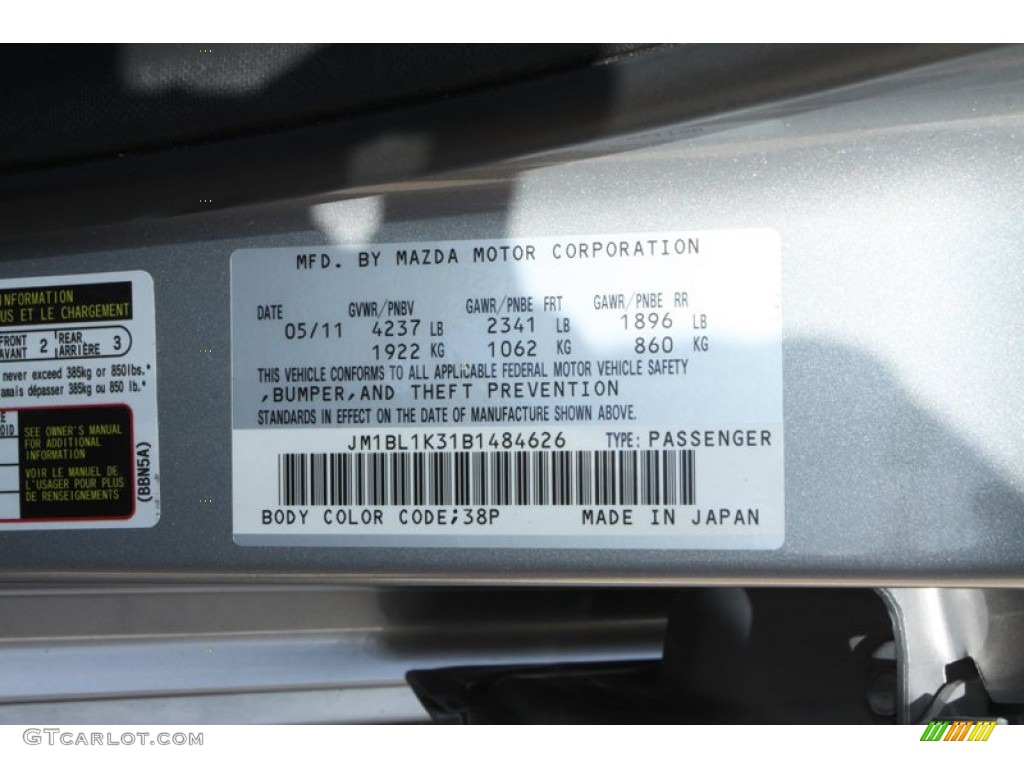 MFD. BY MAZDA MOTOR CORPORATION
DATE GVWR/PNBV GAWR/PNBE FRT GAWR/PNBE RR
05/11 4237 LB 2341 LB 1896 LB
1922 KG 1062 KG 860 KG
THIS VEHICLE CONFORMS TO ALL APPLICABLE FEDERAL MOTOR VEHICLE SAFETY
,BUMPER,AND THEFT PREVENTION
STANDARDS IN EFFECT ON THE DATE OF MANUFACTURE SHOWN ABOVE.
JM1BL1K31B1484626 TYPE: PASSENGER
BODY COLOR CODE;38P MADE IN JAPAN
INFORMATION
US ET LE CHARGEMENT
FRONT 2 REAR 3
AVANT ARRIÈRE
never exceed 385kg or 850lbs.*
amais dépasser 385kg ou 850 lb.*
SEE OWNER'S MANUAL
FOR ADDITIONAL
INFORMATION
VOIR LE MANUEL DE
L'USAGER POUR PLUS
DE RENSEIGNEMENTS
(BBN5A)
GTcarlot.com